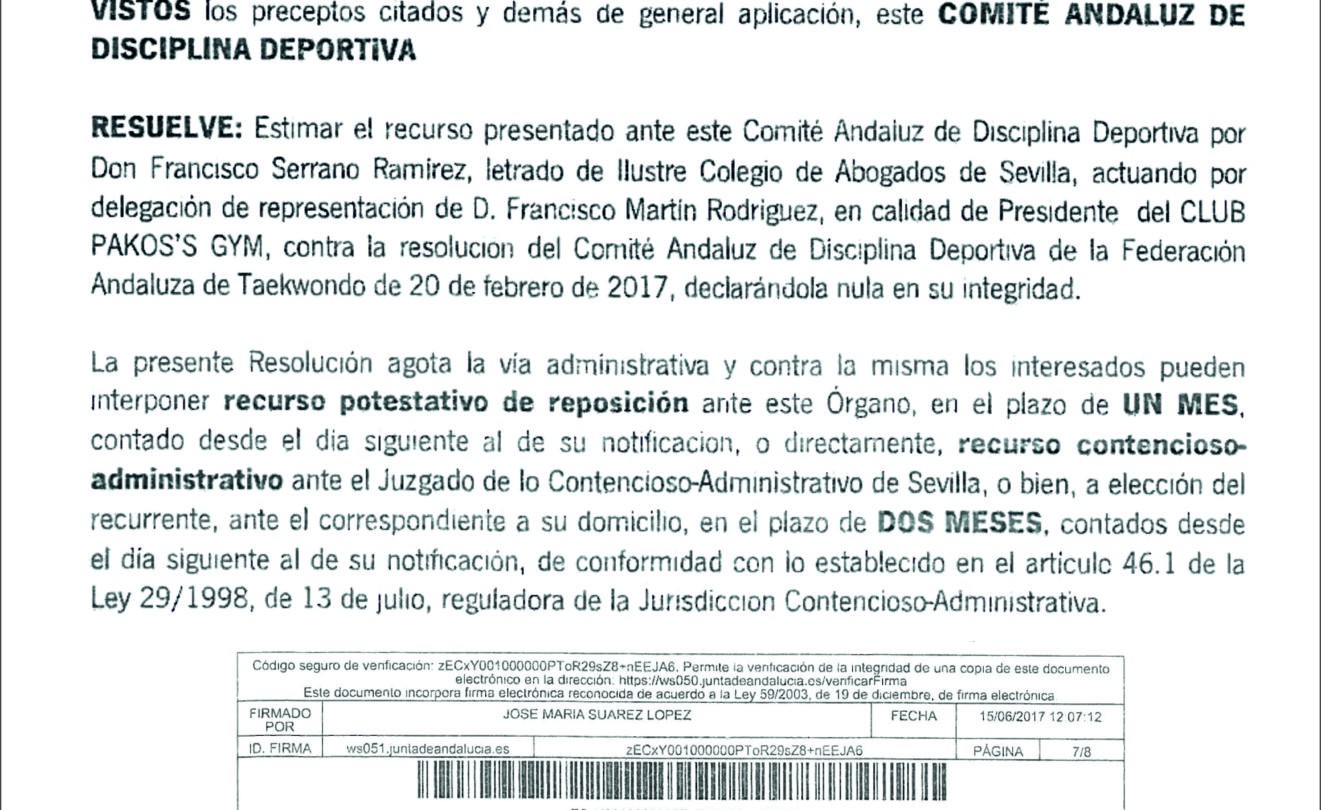 VISTOS los preceptos citados y demás de general aplicación, este COMITÉ ANDALUZ DE
DISCIPLINA DEPORTIVA
RESUELVE: Estimar el recurso presentado ante este Comité Andaluz de Disciplina Deportiva por
Don Francisco Serrano Ramirez, letrado de Ilustre Colegio de Abogados de Sevilla, actuando por
delegación de representación de D. Francisco Martin Rodriguez, en calidad de Presidente del CLUB
PAKOS'S GYM, contra la resolucion del Comité Andaluz de Disciplina Deportiva de la Federación
Andaluza de Taekwondo de 20 de febrero de 2017, declarándola nula en su integridad.
La presente Resolución agota la via administrativa y contra la misma los interesados pueden
interponer recurso potestativo de reposición ante este Órgano, en el plazo de UN MES,
contado desde el dia siguiente al de su notificacion, o directamente, recurso contencioso-
administrativo ante el Juzgado de lo Contencioso-Administrativo de Sevilla, o bien, a elección del
recurrente, ante el correspondiente a su domicilio, en el plazo de DOS MESES, contados desde
el día siguiente al de su notificación, de conformidad con lo establecido en el articulo 46.1 de la
Ley 29/1998, de 13 de julio, reguladora de la Jurisdiccion Contencioso-Administrativa.
Código seguro de verificación: zECxY001000000PToR29sZ8+nEEJA6. Permite la verificación de la integridad de una copia de este documento
electrónico en la dirección: https://ws050.juntadeandalucia.es/verificarFirma
Este documento incorpora firma electrónica reconocida de acuerdo a la Ley 59/2003, de 19 de diciembre, de firma electrónica
FIRMADO POR JOSE MARIA SUAREZ LOPEZ FECHA 15/06/2017 12 07:12
ID. FIRMA ws051.juntadeandalucia.es zECxY001000000PToR29sZ8+nEEJA6 PÁGINA 7/8